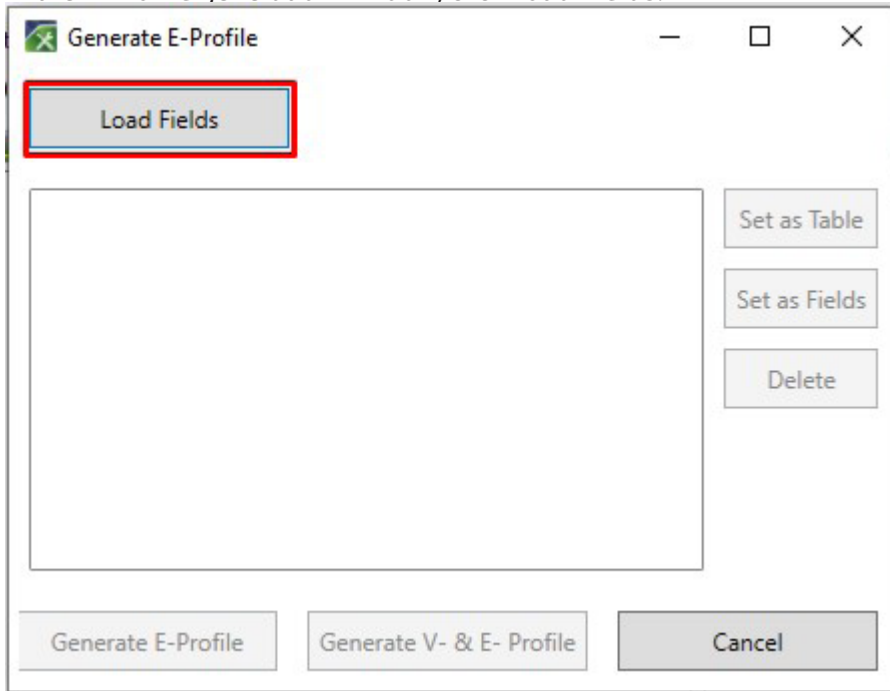 Generate E-Profile
Load Fields
Set as Table
Set as Fields
Delete
Generate E-Profile
Generate V- & E- Profile
Cancel